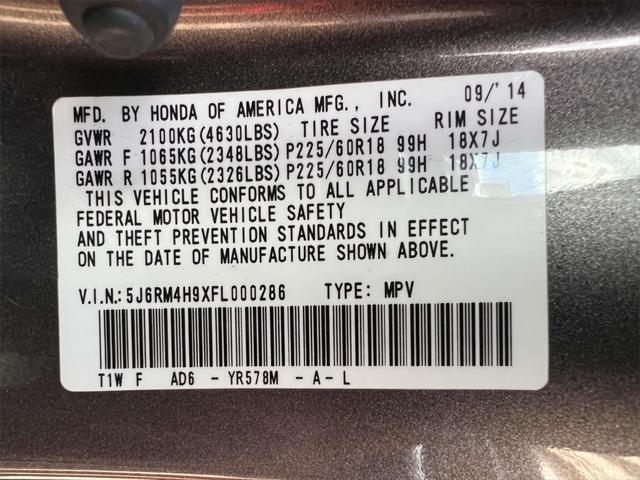 MFD. BY HONDA OF AMERICA MFG., INC. 09/'14
GVWR 2100KG(4630LBS) TIRE SIZE RIM SIZE
GAWR F 1065KG(2348LBS) P225/60R18 99H 18X7J
GAWR R 1055KG(2326LBS) P225/60R18 99H 18X7J
THIS VEHICLE CONFORMS TO ALL APPLICABLE
FEDERAL MOTOR VEHICLE SAFETY
AND THEFT PREVENTION STANDARDS IN EFFECT
ON THE DATE OF MANUFACTURE SHOWN ABOVE.
V.I.N.:5J6RM4H9XFL000286 TYPE: MPV
T1W F AD6 - YR578M - A - L